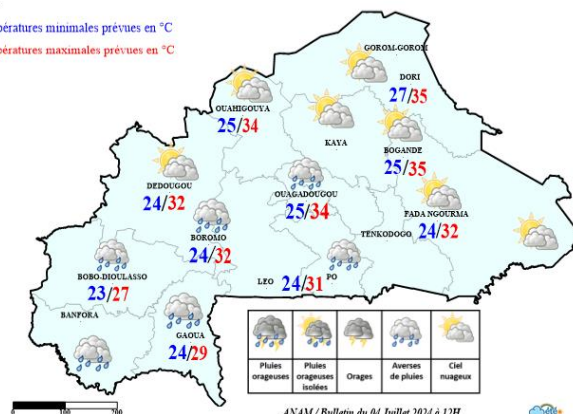 pératures minimales prévues en °C
pératures maximales prévues en °C
GOROM-GOROM
DORI
27/35
OUAHIGOUYA
25/34
KAYA
BOGANDE
25/35
DEDOUGOU
24/32
OUAGADOUGOU
25/34
FADA NGOURMA
24/32
BOROMO
24/32
TENKODOGO
BOBO-DIOULASSO
23/27
LEO
24/31
PO
BANFORA
GAOUA
24/29
Pluies orageuses
Pluies orageuses isolées
Orages
Averses de pluies
Ciel nuageux
ANAM / Bulletin du 04 Juillet 2024 à 12H